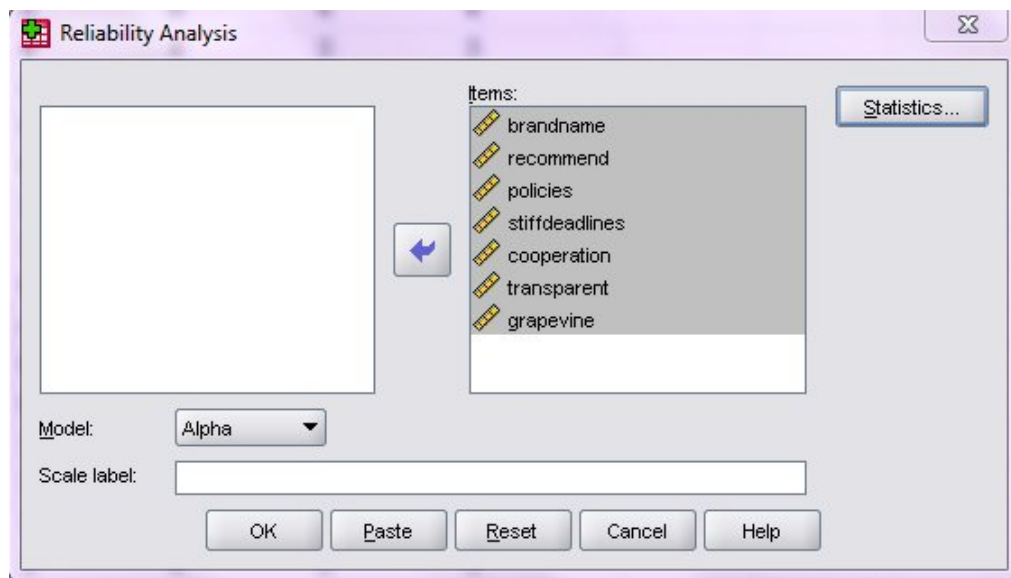 Reliability Analysis
Items:
Statistics...
brandname
recommend
policies
stiffdeadlines
cooperation
transparent
grapevine
Model: Alpha
Scale label:
OK Paste Reset Cancel Help